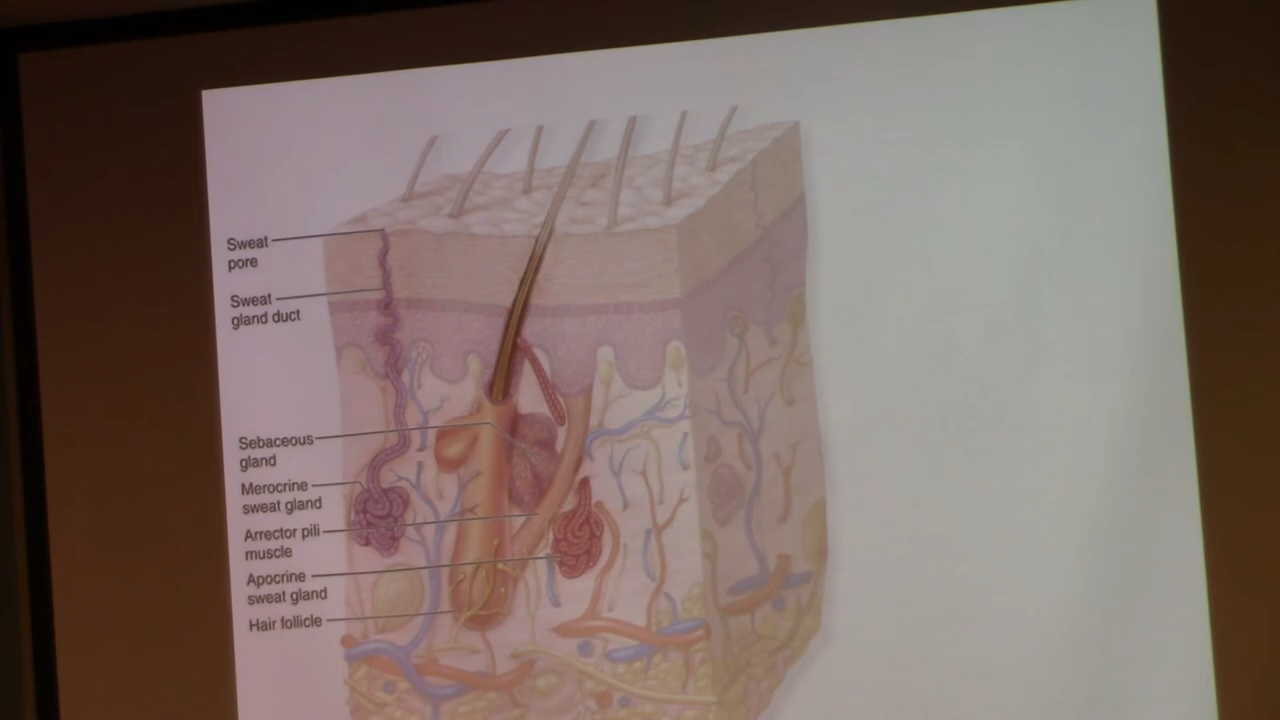 Sweat
pore
Sweat
gland duct
Sebaceous
gland
Merocrine
sweat gland
Arrector pili
muscle
Apocrine
sweat gland
Hair follicle